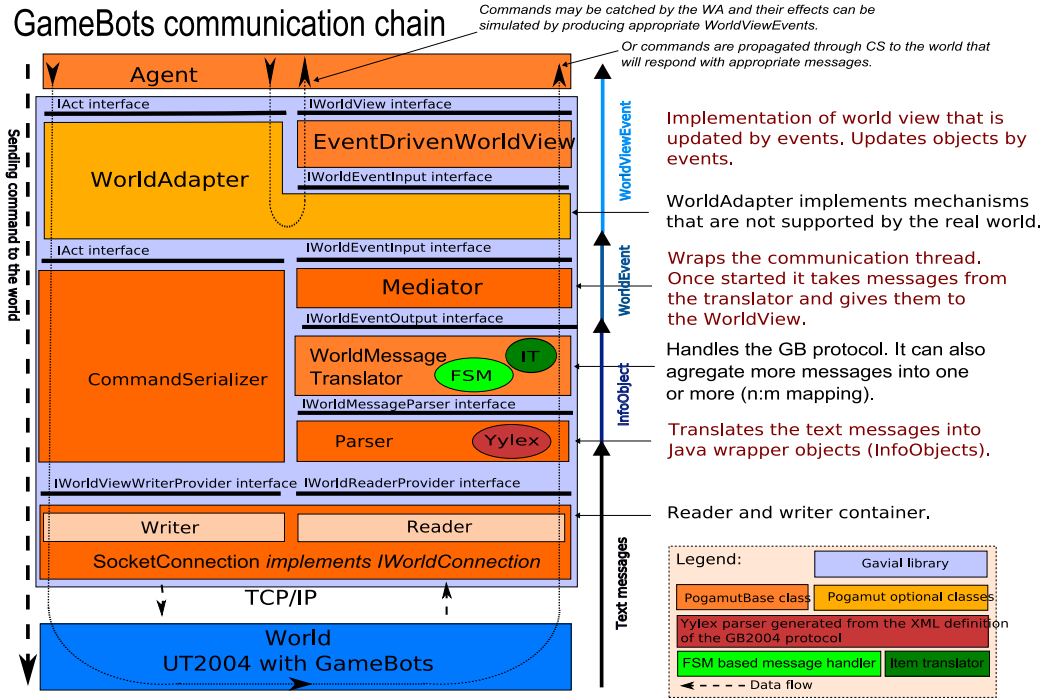 GameBots communication chain
Commands may be catched by the WA and their effects can be
simulated by producing appropriate WorldViewEvents.
Or commands are propagated through CS to the world that
will respond with appropriate messages.
Agent
IAct interface
IWorldView interface
EventDrivenWorldView
WorldAdapter
IWorldEventInput interface
IAct interface
IWorldEventInput interface
Mediator
IWorldEventOutput interface
CommandSerializer
WorldMessage
Translator
IT
FSM
IWorldMessageParser interface
Parser
Yylex
IWorldViewWriterProvider interface
IWorldReaderProvider interface
Writer
Reader
SocketConnection implements IWorldConnection
TCP/IP
World
UT2004 with GameBots
Sending command to the world
WorldViewEvent
WorldEvent
InfoObject
Text messages
Implementation of world view that is
updated by events. Updates objects by
events.
WorldAdapter implements mechanisms
that are not supported by the real world.
Wraps the communication thread.
Once started it takes messages from
the translator and gives them to
the WorldView.
Handles the GB protocol. It can also
agregate more messages into one
or more (n:m mapping).
Translates the text messages into
Java wrapper objects (InfoObjects).
Reader and writer container.
Legend:
Gavial library
PogamutBase class
Pogamut optional classes
Yylex parser generated from the XML definition
of the GB2004 protocol
FSM based message handler
Item translator
Data flow